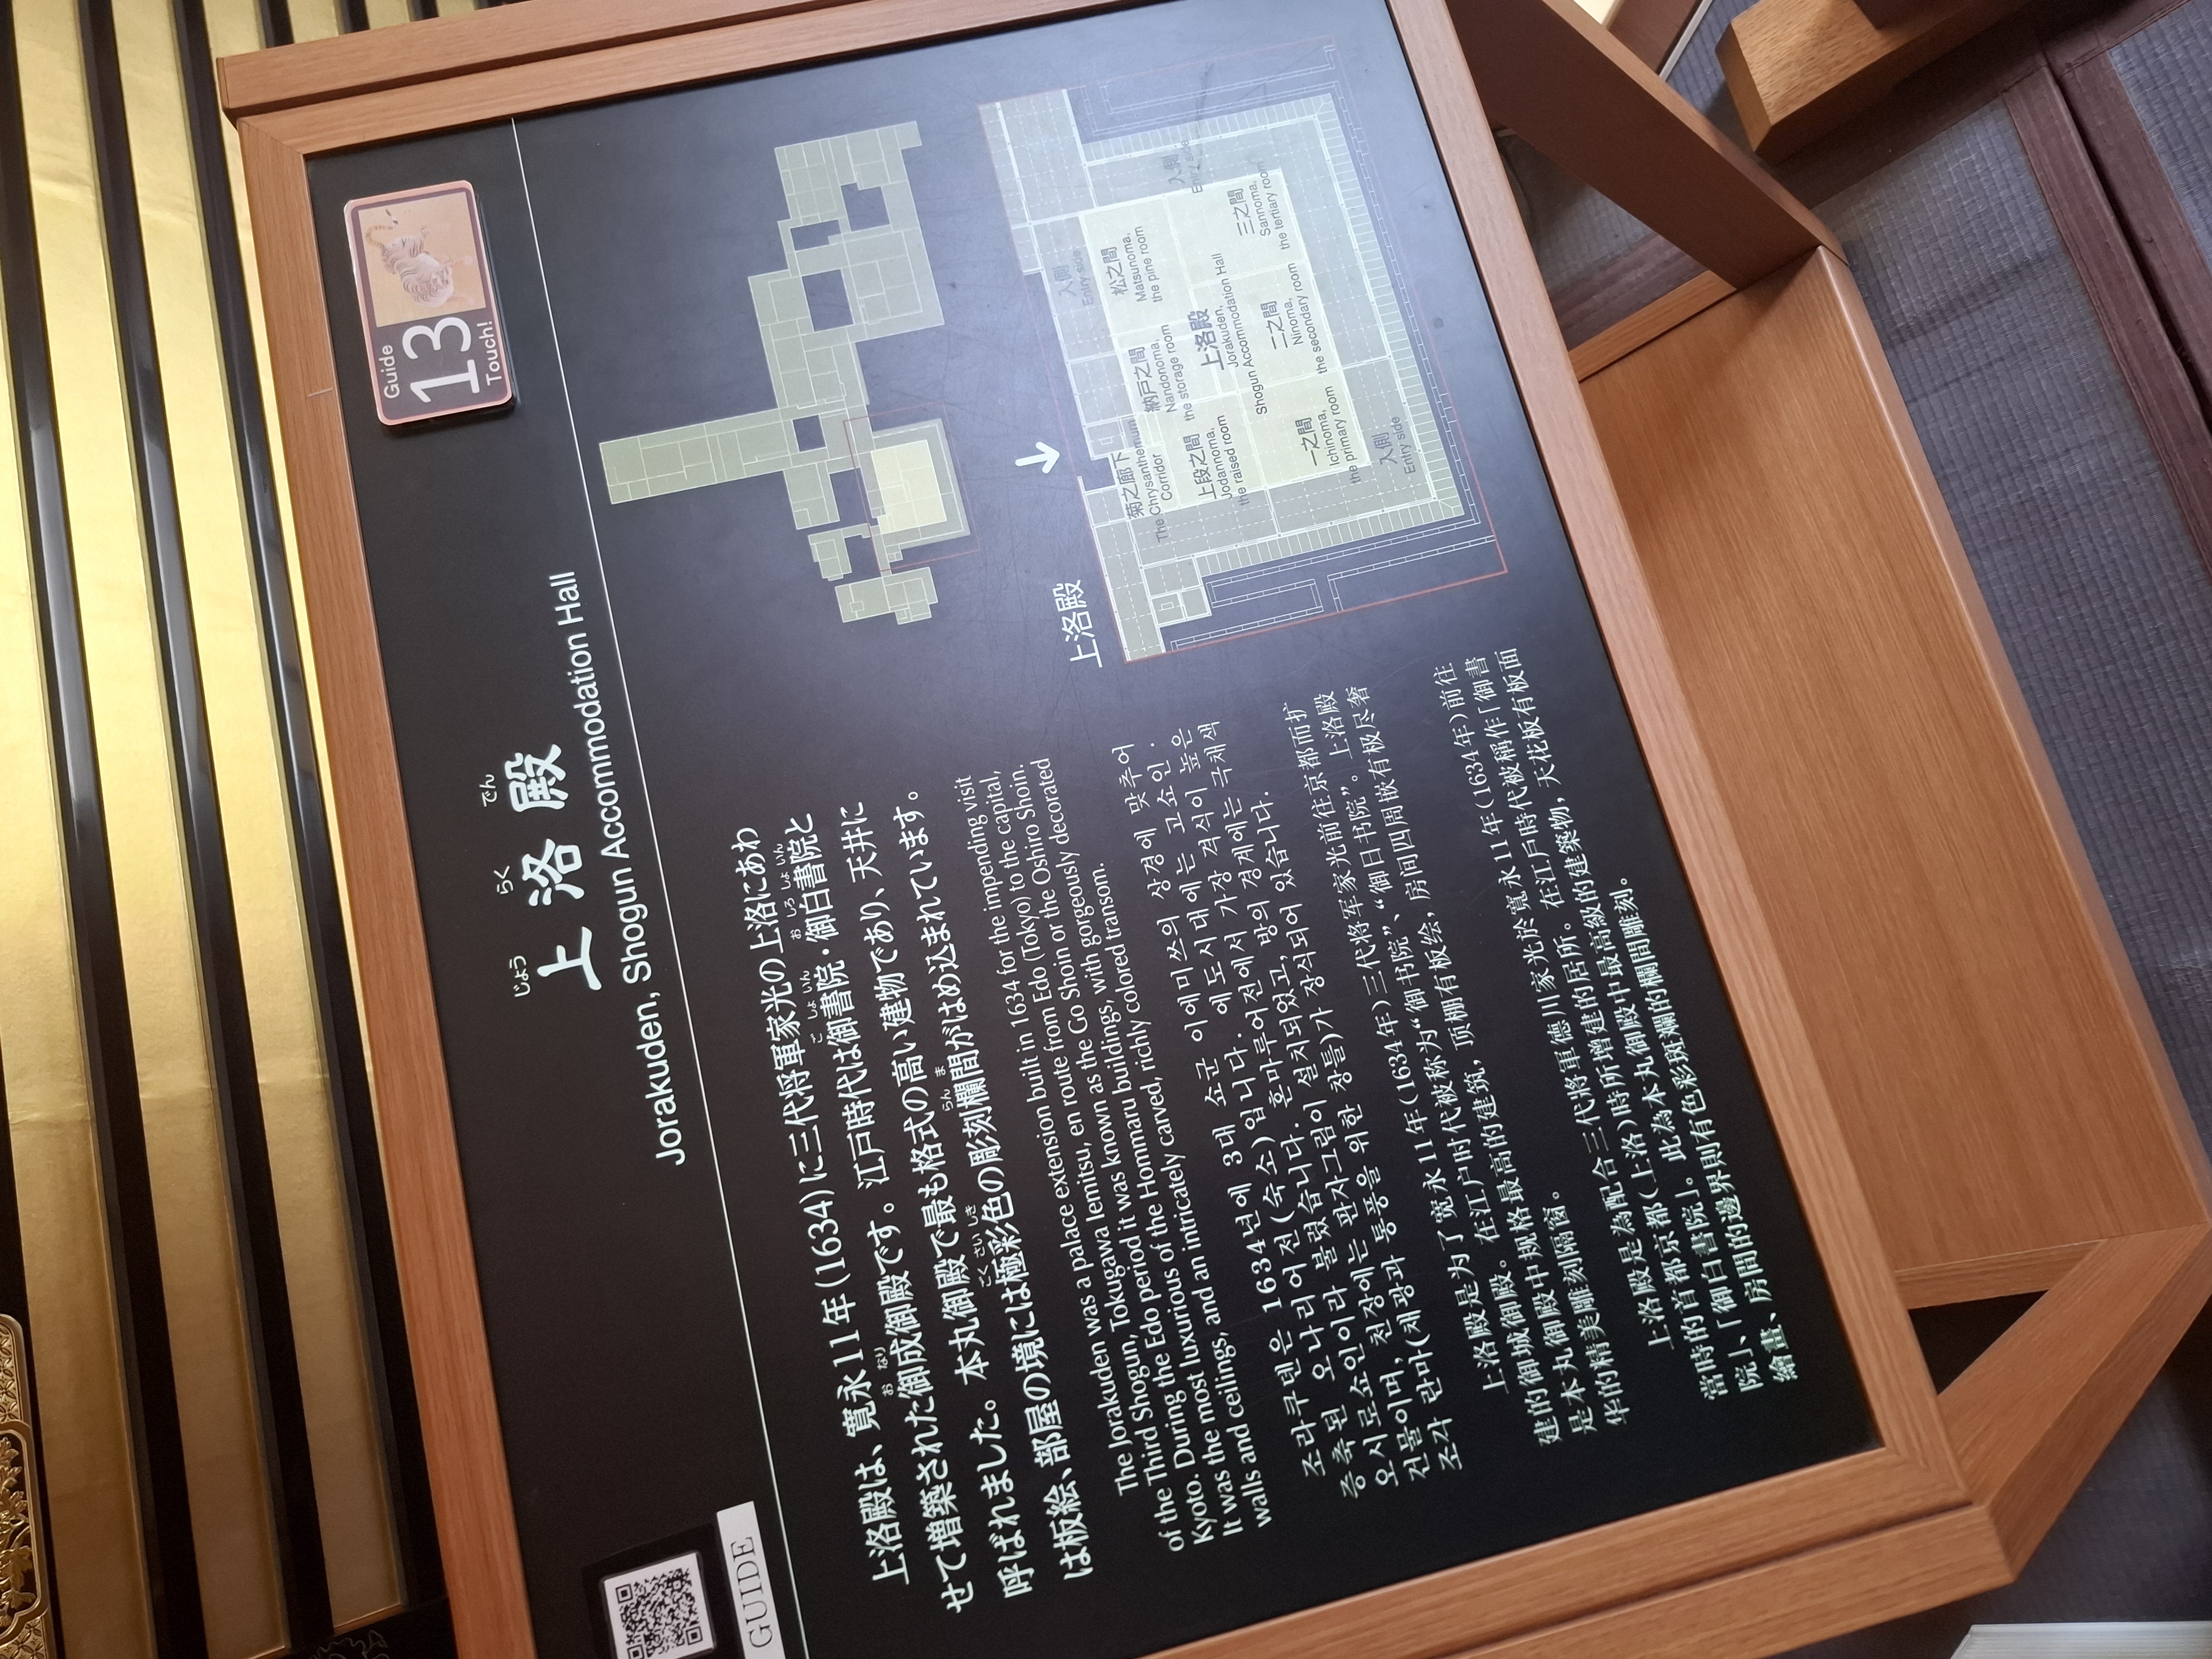 Guide
13
Touch!
じょう らく でん
上洛殿
Jorakuden, Shogun Accommodation Hall
GUIDE
上洛殿は、寛永11年(1634)に三代将軍家光の上洛にあわ
せて増築された御成御殿です。江戸時代は御書院・御白書院と
呼ばれました。本丸御殿で最も格式の高い建物であり、天井に
は板絵、部屋の境には極彩色の彫刻欄間がはめ込まれています。
The Jorakuden was a palace extension built in 1634 for the impending visit
of the Third Shogun, Tokugawa Iemitsu, en route from Edo (Tokyo) to the capital,
Kyoto. During the Edo period it was known as the Go Shoin or the Oshiro Shoin.
It was the most luxurious of the Hommaru buildings, with gorgeously decorated
walls and ceilings, and an intricately carved, richly colored transom.
조라쿠덴은 1634년에 3대 쇼군 이에미쓰의 상경에 맞추어
증축된 오나리어전(숙소)입니다. 에도시대에는 고쇼인 ·
오시로쇼인이라 불렸습니다. 혼마루어전에서 가장 격식이 높은
건물이며, 천장에는 판자그림이 설치되었고, 방의 경계에는 극채색
조각 란마(채광과 통풍을 위한 창틀)가 장식되어 있습니다.
上洛殿是为了宽永11年(1634年)三代将军家光前往京都而扩
建的御城御殿。在江户时代被称为“御书院”、“御日书院”。上洛殿
是本丸御殿中规格最高的建筑，顶棚有板绘，房间四周嵌有极尽奢
华的精美雕刻隔窗。
上洛殿是為配合三代將軍德川家光於寬永11年(1634年)前往
當時的首都京都(上洛)時所增建的居所。在江戶時代被稱作「御書
院」、「御白書院」。此為本丸御殿中最高級的建築物，天花板有板面
繪畫、房間的邊界則有色彩斑斕的欄間雕刻。
上洛殿
入側
Entry side
菊之廊下
The Chrysanthemum
Corridor
納戸之間
Nandonoma,
the storage room
松之間
Matsunoma,
the pine room
入側
Entry side
上段之間
Jodannoma,
the raised room
上洛殿
Jorakuden,
Shogun Accommodation Hall
一之間
Ichinoma,
the primary room
二之間
Ninoma,
the secondary room
三之間
Sannoma,
the tertiary room
入側
Entry side